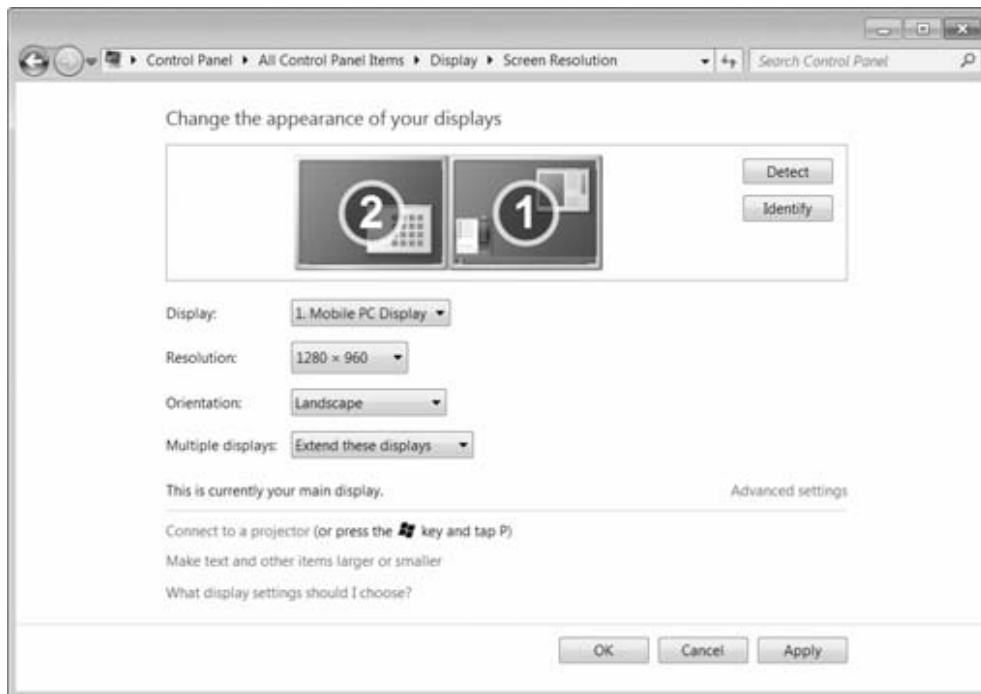 Control Panel ▸ All Control Panel Items ▸ Display ▸ Screen Resolution
Search Control Panel
Change the appearance of your displays
2
1
Detect
Identify
Display: 1. Mobile PC Display
Resolution: 1280 × 960
Orientation: Landscape
Multiple displays: Extend these displays
This is currently your main display. Advanced settings
Connect to a projector (or press the key and tap P)
Make text and other items larger or smaller
What display settings should I choose?
OK Cancel Apply